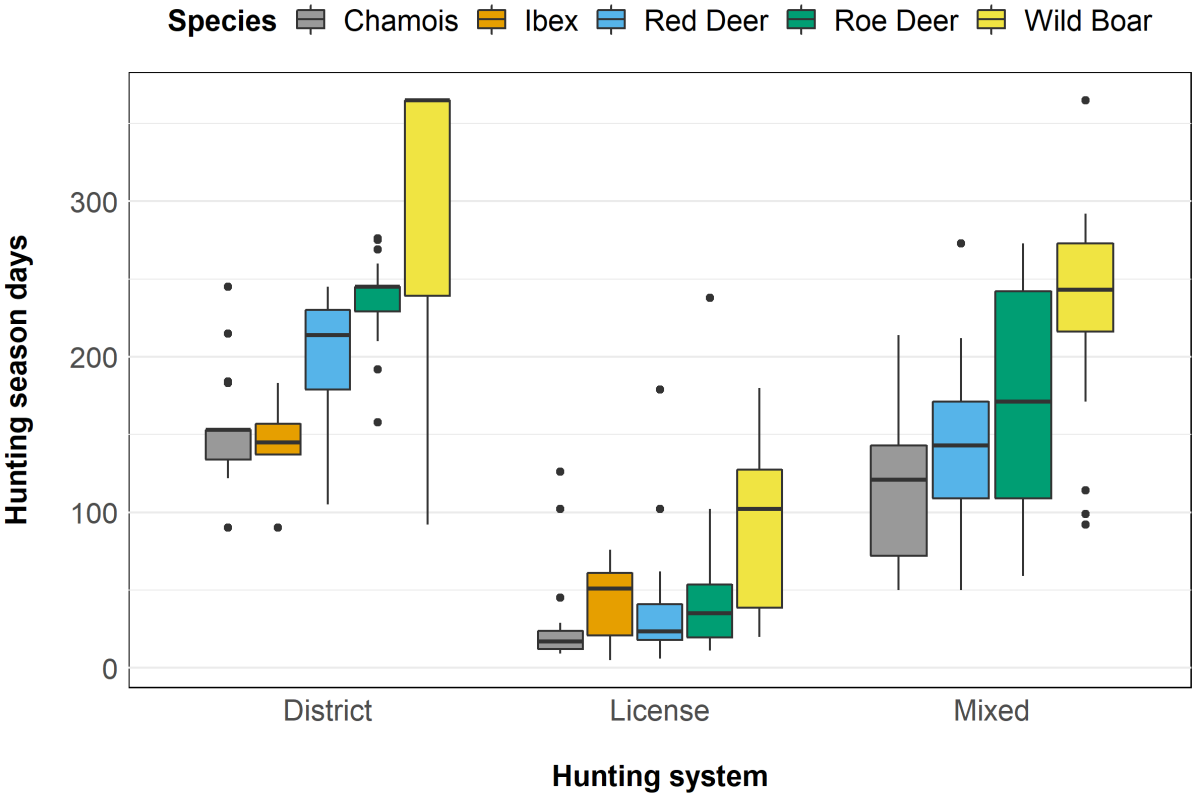 Species Chamois Ibex Red Deer Roe Deer Wild Boar
Hunting season days
300
200
100
0
District License Mixed
Hunting system